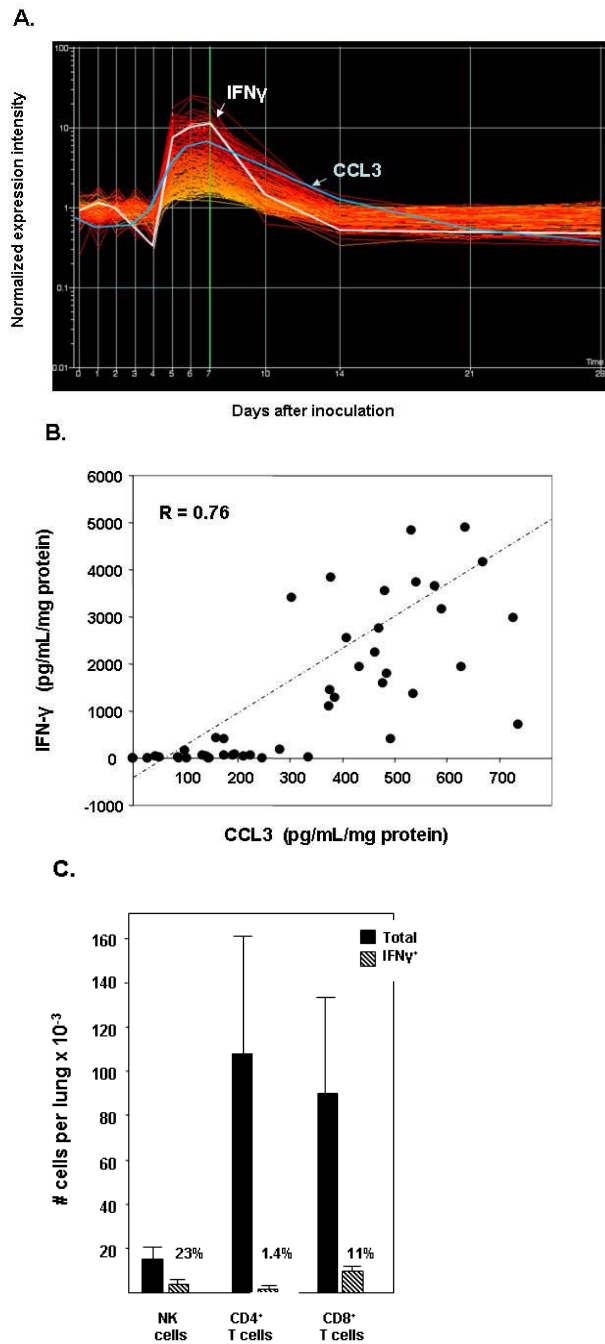 A.
Normalized expression intensity
100
10
1
0.1
0.01
IFNγ
CCL3
Time
0 1 2 3 4 5 6 7 10 14 21 28
Days after inoculation
B.
IFN-γ (pg/mL/mg protein)
6000
5000
4000
3000
2000
1000
0
-1000
R = 0.76
100 200 300 400 500 600 700
CCL3 (pg/mL/mg protein)
C.
# cells per lung x 10-3
160
140
120
100
80
60
40
20
Total
IFNγ+
23%
1.4%
11%
NK cells
CD4+ T cells
CD8+ T cells